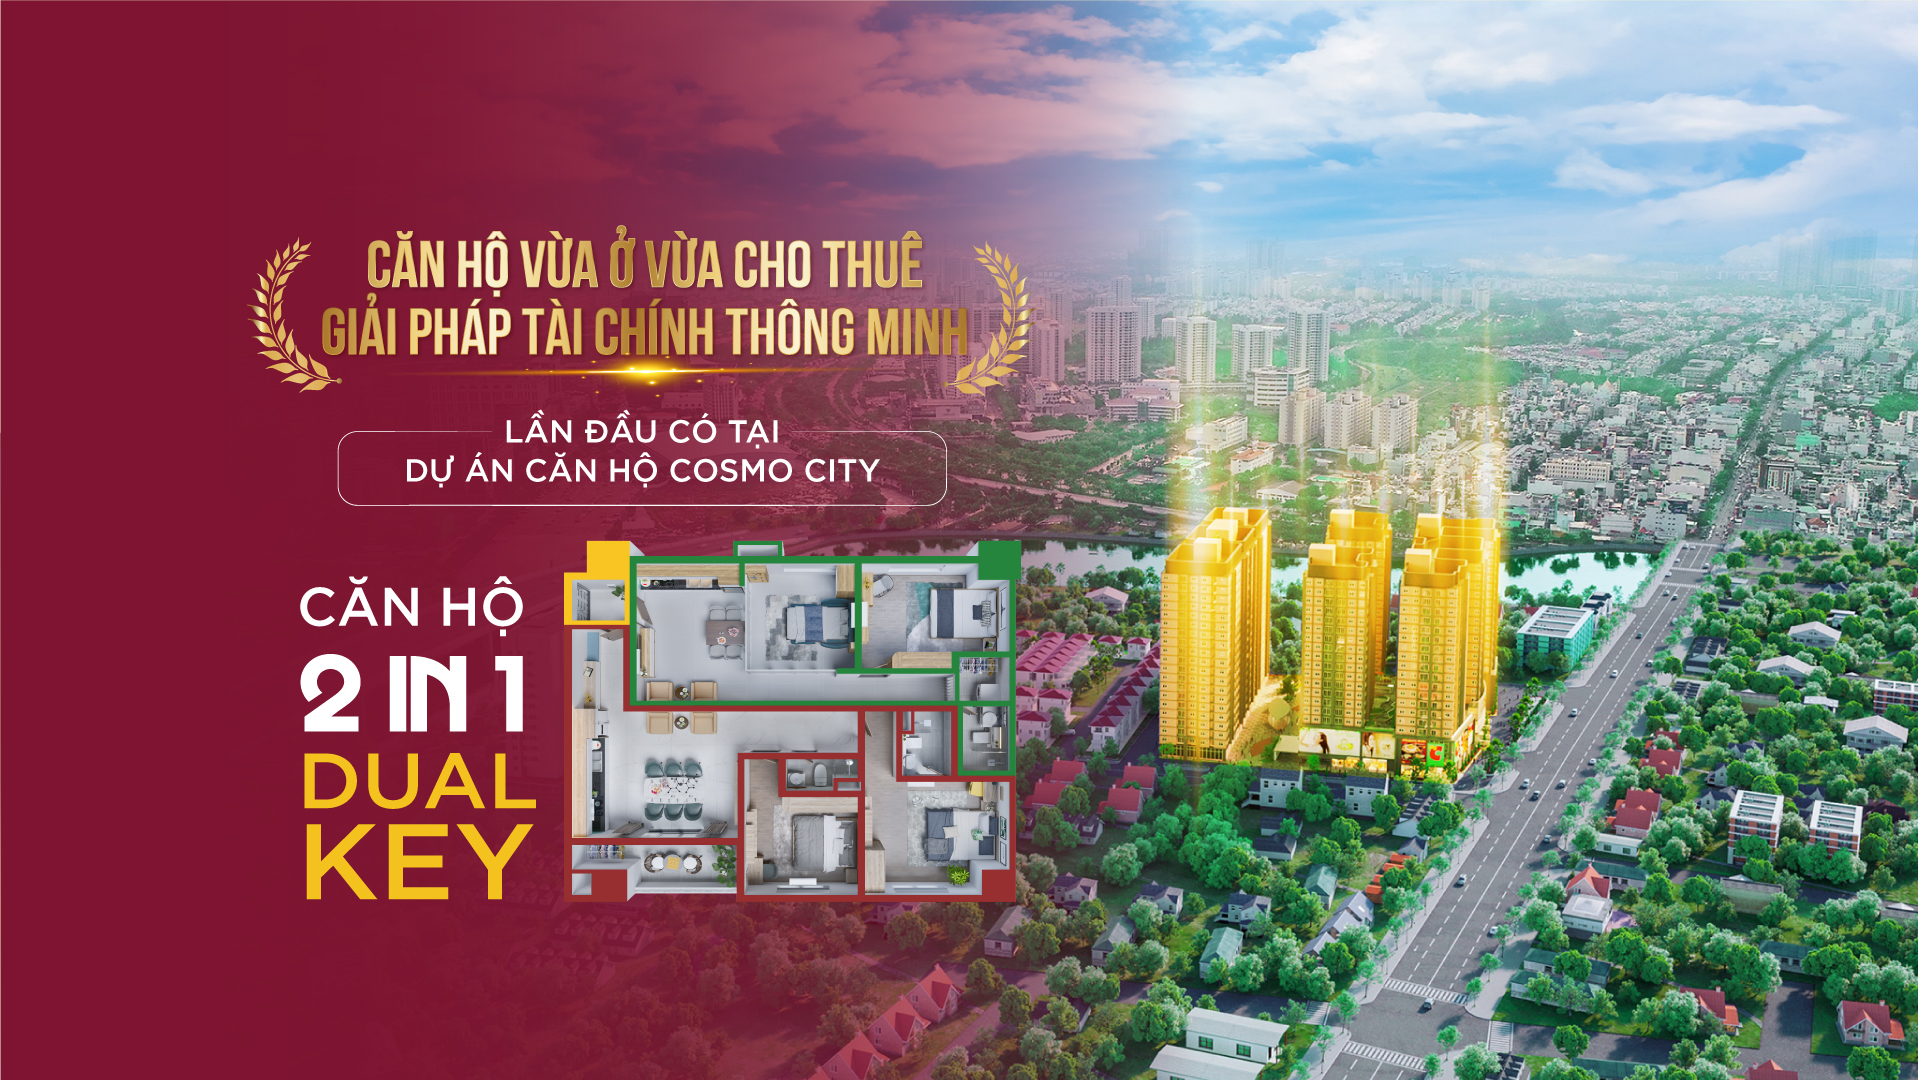 CĂN HỘ VỪA Ở VỪA CHO THUÊ
GIẢI PHÁP TÀI CHÍNH THÔNG MINH
LẦN ĐẦU CÓ TẠI
DỰ ÁN CĂN HỘ COSMO CITY
CĂN HỘ
2 IN 1
DUAL
KEY